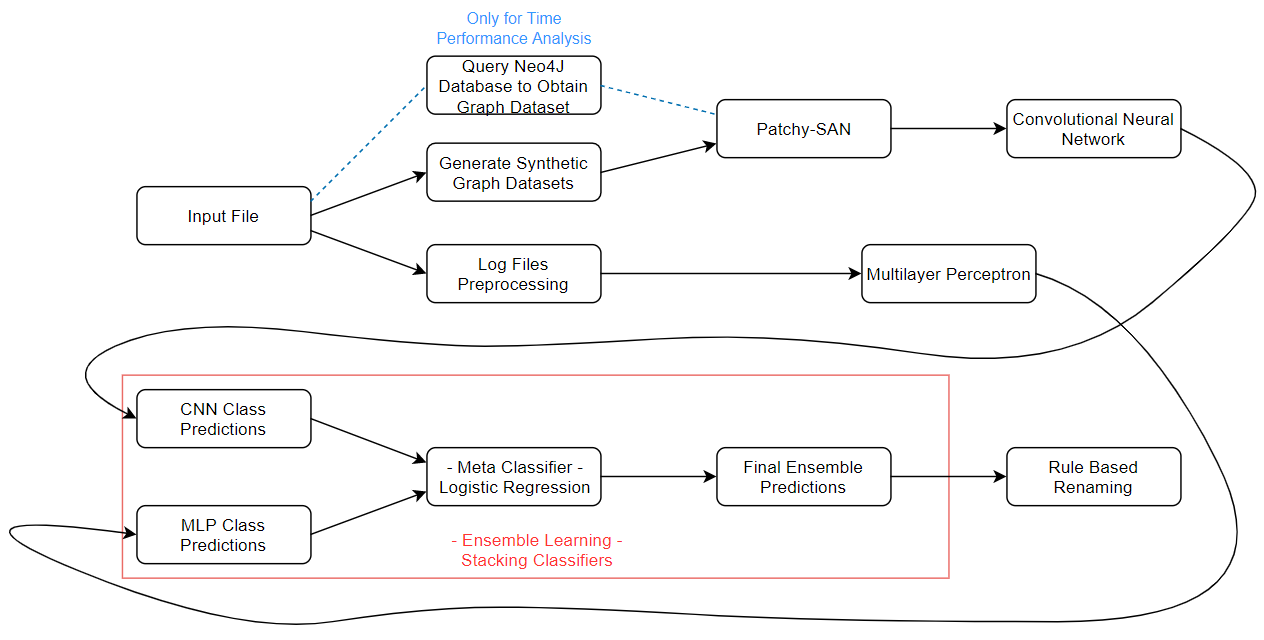 Only for Time
Performance Analysis
Query Neo4J
Database to Obtain
Graph Dataset
Generate Synthetic
Graph Datasets
Patchy-SAN
Convolutional Neural
Network
Input File
Log Files
Preprocessing
Multilayer Perceptron
CNN Class
Predictions
MLP Class
Predictions
- Meta Classifier -
Logistic Regression
Final Ensemble
Predictions
Rule Based
Renaming
- Ensemble Learning -
Stacking Classifiers